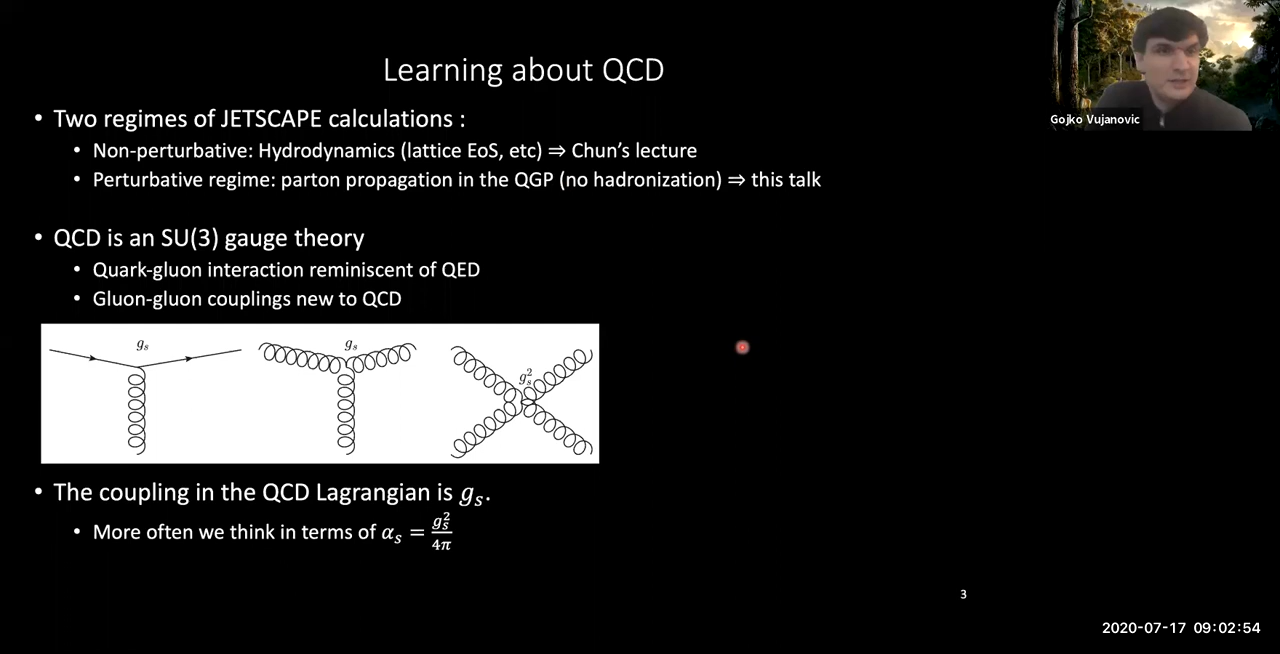 Learning about QCD
Gojko Vujanovic
• Two regimes of JETSCAPE calculations :
• Non-perturbative: Hydrodynamics (lattice EoS, etc) ⇒ Chun’s lecture
• Perturbative regime: parton propagation in the QGP (no hadronization) ⇒ this talk
• QCD is an SU(3) gauge theory
• Quark-gluon interaction reminiscent of QED
• Gluon-gluon couplings new to QCD
g_s g_s g_s^2
• The coupling in the QCD Lagrangian is g_s.
• More often we think in terms of α_s = g_s^2/4π
3
2020-07-17 09:02:54